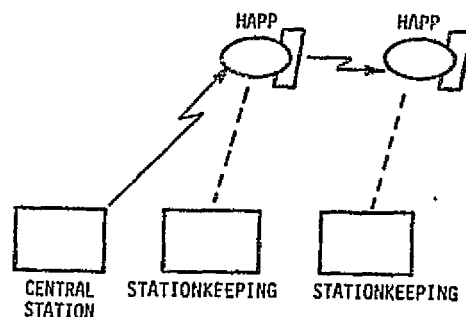 HAPP HAPP
CENTRAL
STATION
STATIONKEEPING
STATIONKEEPING